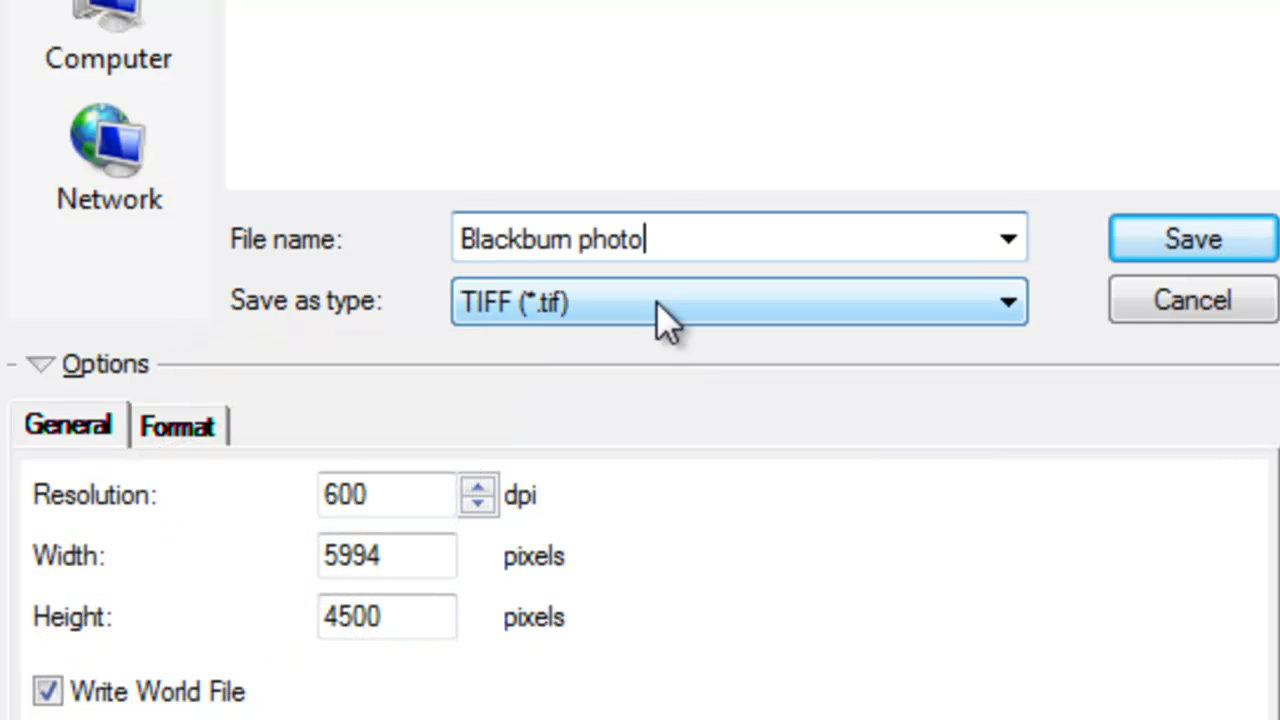 Computer
Network
File name: Blackburn photo Save
Save as type: TIFF (*.tif) Cancel
Options
General Format
Resolution: 600 dpi
Width: 5994 pixels
Height: 4500 pixels
Write World File